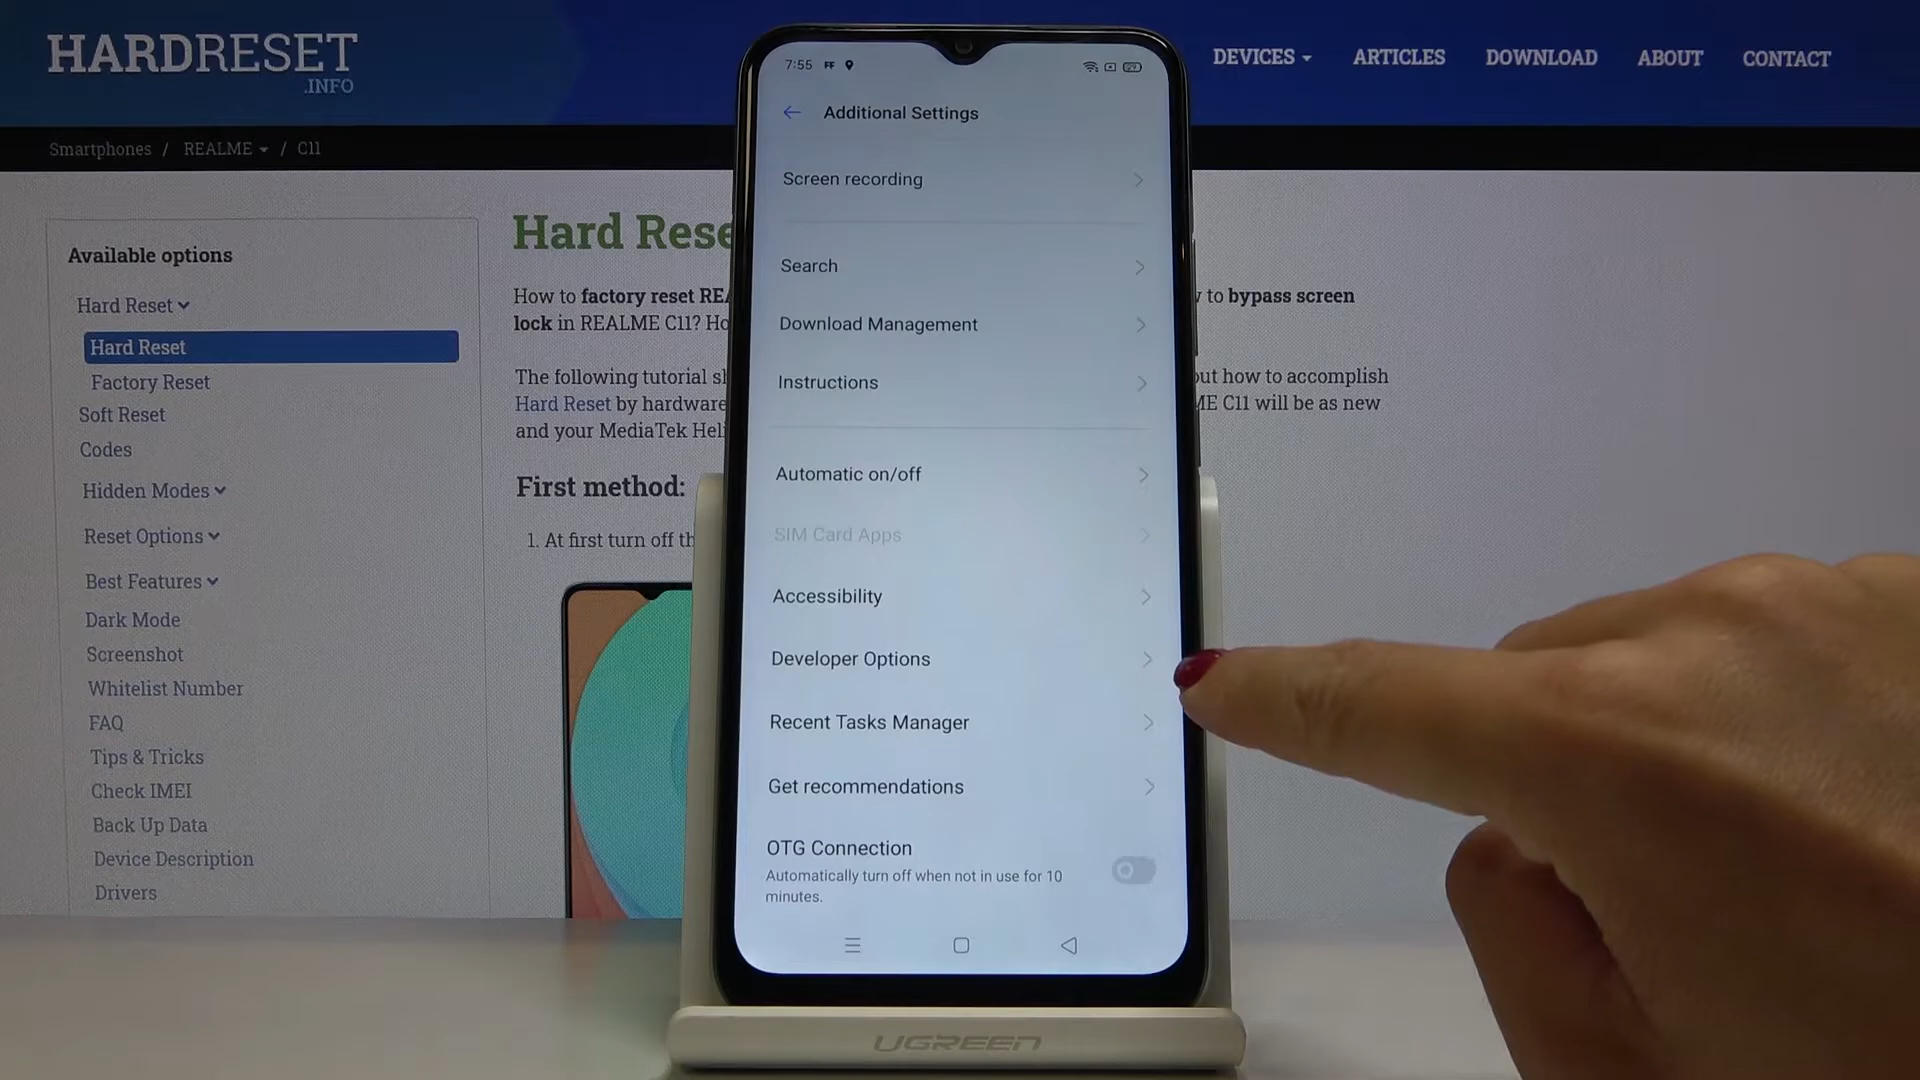 HARDRESET
.INFO
DEVICES
ARTICLES
DOWNLOAD
ABOUT
CONTACT
Smartphones / REALME / C11
Available options
Hard Reset
Hard Reset
Factory Reset
Soft Reset
Codes
Hidden Modes
Reset Options
Best Features
Dark Mode
Screenshot
Whitelist Number
FAQ
Tips & Tricks
Check IMEI
Back Up Data
Device Description
Drivers
Hard Rese
How to factory reset REA
to bypass screen
lock in REALME C11? Ho
The following tutorial sh
out how to accomplish
Hard Reset by hardware
ME C11 will be as new
and your MediaTek Heli
First method:
1. At first turn off th
7:55
Additional Settings
Screen recording
Search
Download Management
Instructions
Automatic on/off
SIM Card Apps
Accessibility
Developer Options
Recent Tasks Manager
Get recommendations
OTG Connection
Automatically turn off when not in use for 10
minutes.
UGREEN